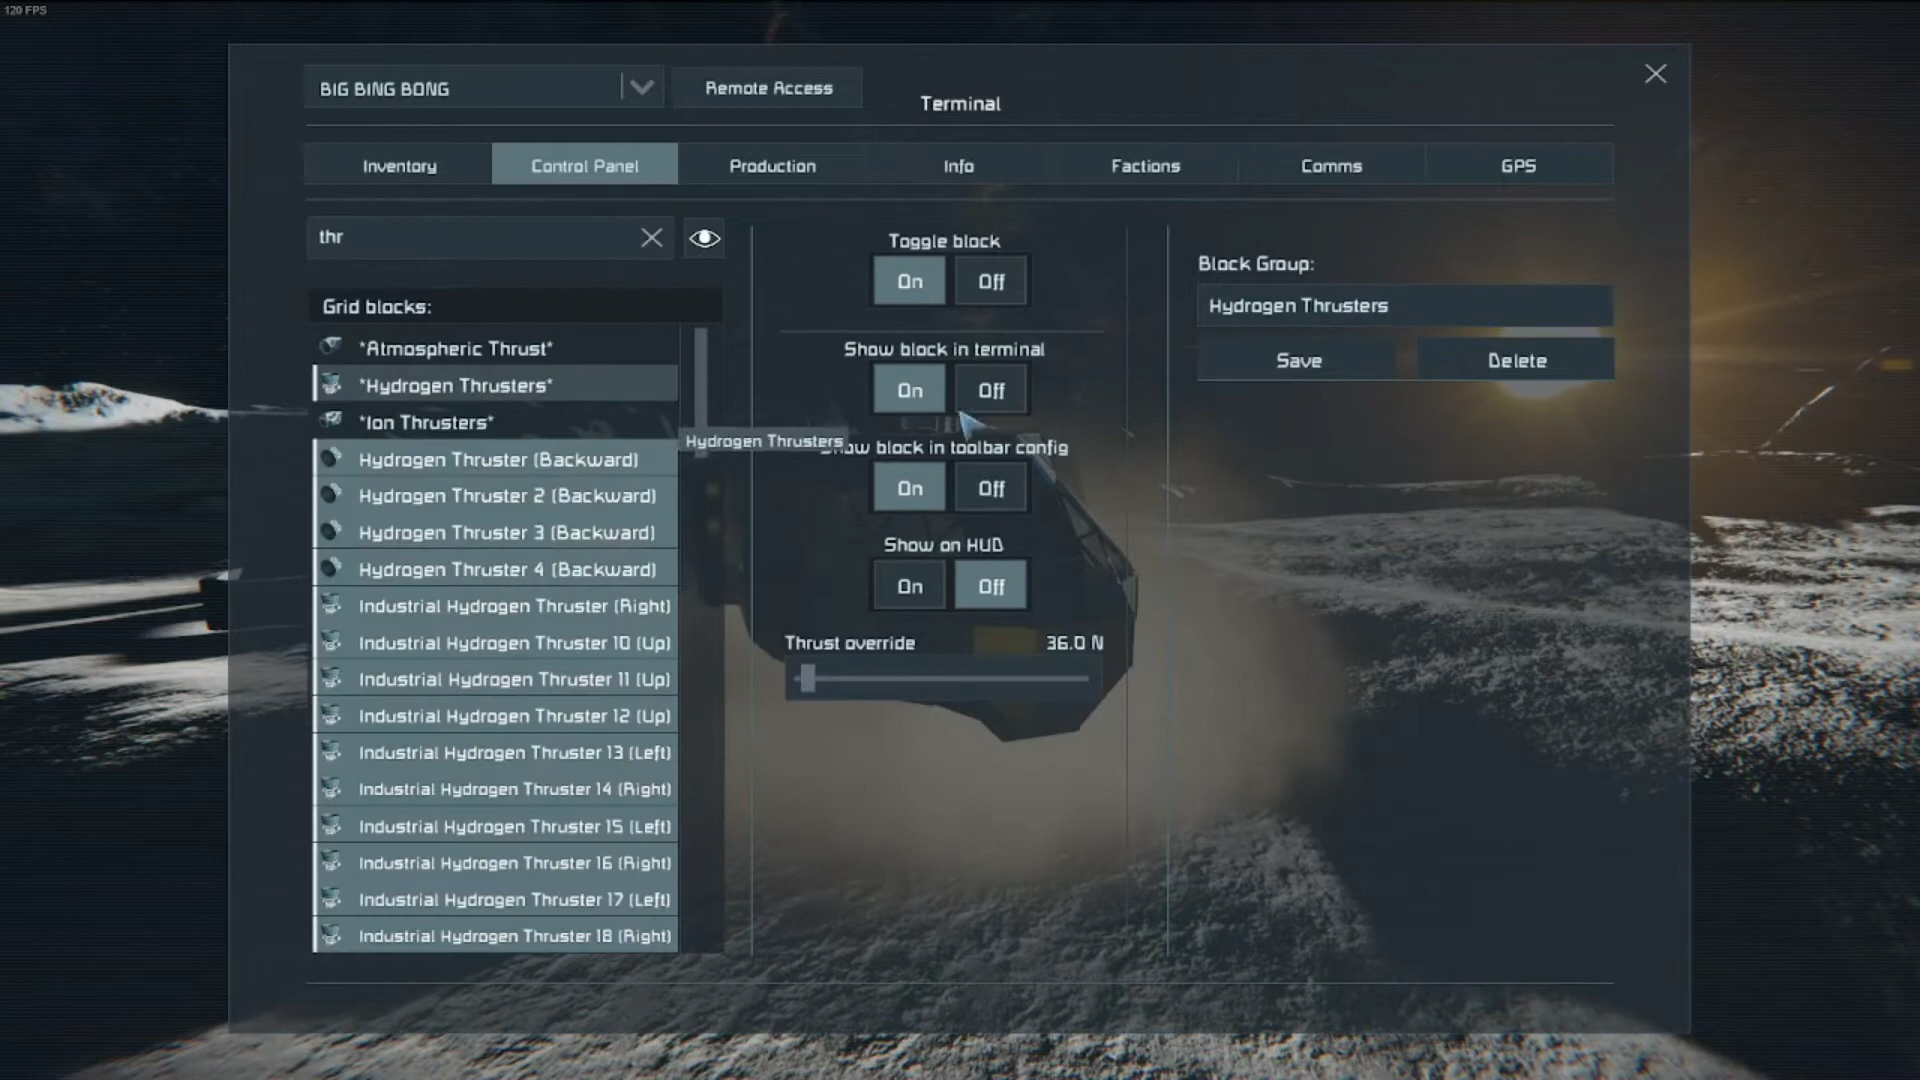 120 FPS
BIG BING BONG
Remote Access
Terminal
Inventory
Control Panel
Production
Info
Factions
Comms
GPS
thr
Grid blocks:
*Atmospheric Thrust*
*Hydrogen Thrusters*
*Ion Thrusters*
Hydrogen Thruster (Backward)
Hydrogen Thruster 2 (Backward)
Hydrogen Thruster 3 (Backward)
Hydrogen Thruster 4 (Backward)
Industrial Hydrogen Thruster (Right)
Industrial Hydrogen Thruster 10 (Up)
Industrial Hydrogen Thruster 11 (Up)
Industrial Hydrogen Thruster 12 (Up)
Industrial Hydrogen Thruster 13 (Left)
Industrial Hydrogen Thruster 14 (Right)
Industrial Hydrogen Thruster 15 (Left)
Industrial Hydrogen Thruster 16 (Right)
Industrial Hydrogen Thruster 17 (Left)
Industrial Hydrogen Thruster 18 (Right)
Hydrogen Thrusters
Toggle block
On Off
Show block in terminal
On Off
ow block in toolbar config
On Off
Show on HUD
On Off
Thrust override 36.0 N
Block Group:
Hydrogen Thrusters
Save Delete